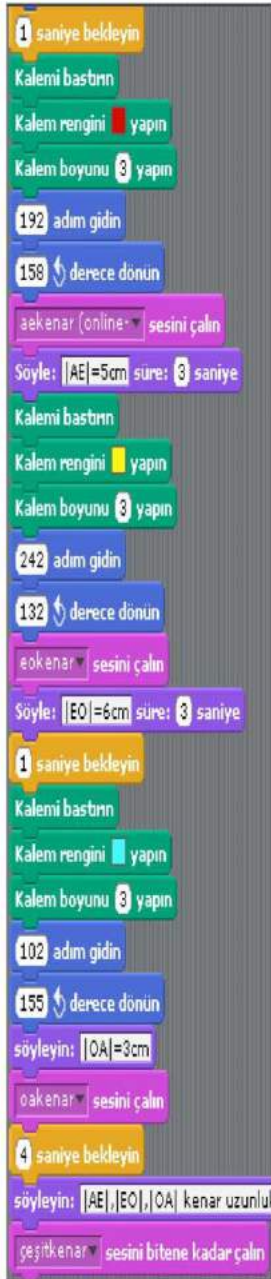 1 saniye bekleyin
Kalemi bastırın
Kalem rengini yapın
Kalem boyunu 3 yapın
192 adım gidin
158 derece dönün
aekenar (online- sesini çalın
Söyle: |AE|=5cm süre: 3 saniye
Kalemi bastırın
Kalem rengini yapın
Kalem boyunu 3 yapın
242 adım gidin
132 derece dönün
eokenar sesini çalın
Söyle: |EO|=6cm süre: 3 saniye
1 saniye bekleyin
Kalemi bastırın
Kalem rengini yapın
Kalem boyunu 3 yapın
102 adım gidin
155 derece dönün
söyleyin: |OA|=3cm
oakenar sesini çalın
4 saniye bekleyin
söyleyin: |AE|,|EO|,|OA| kenar uzunlu
çeşitkenar sesini bitene kadar çalın